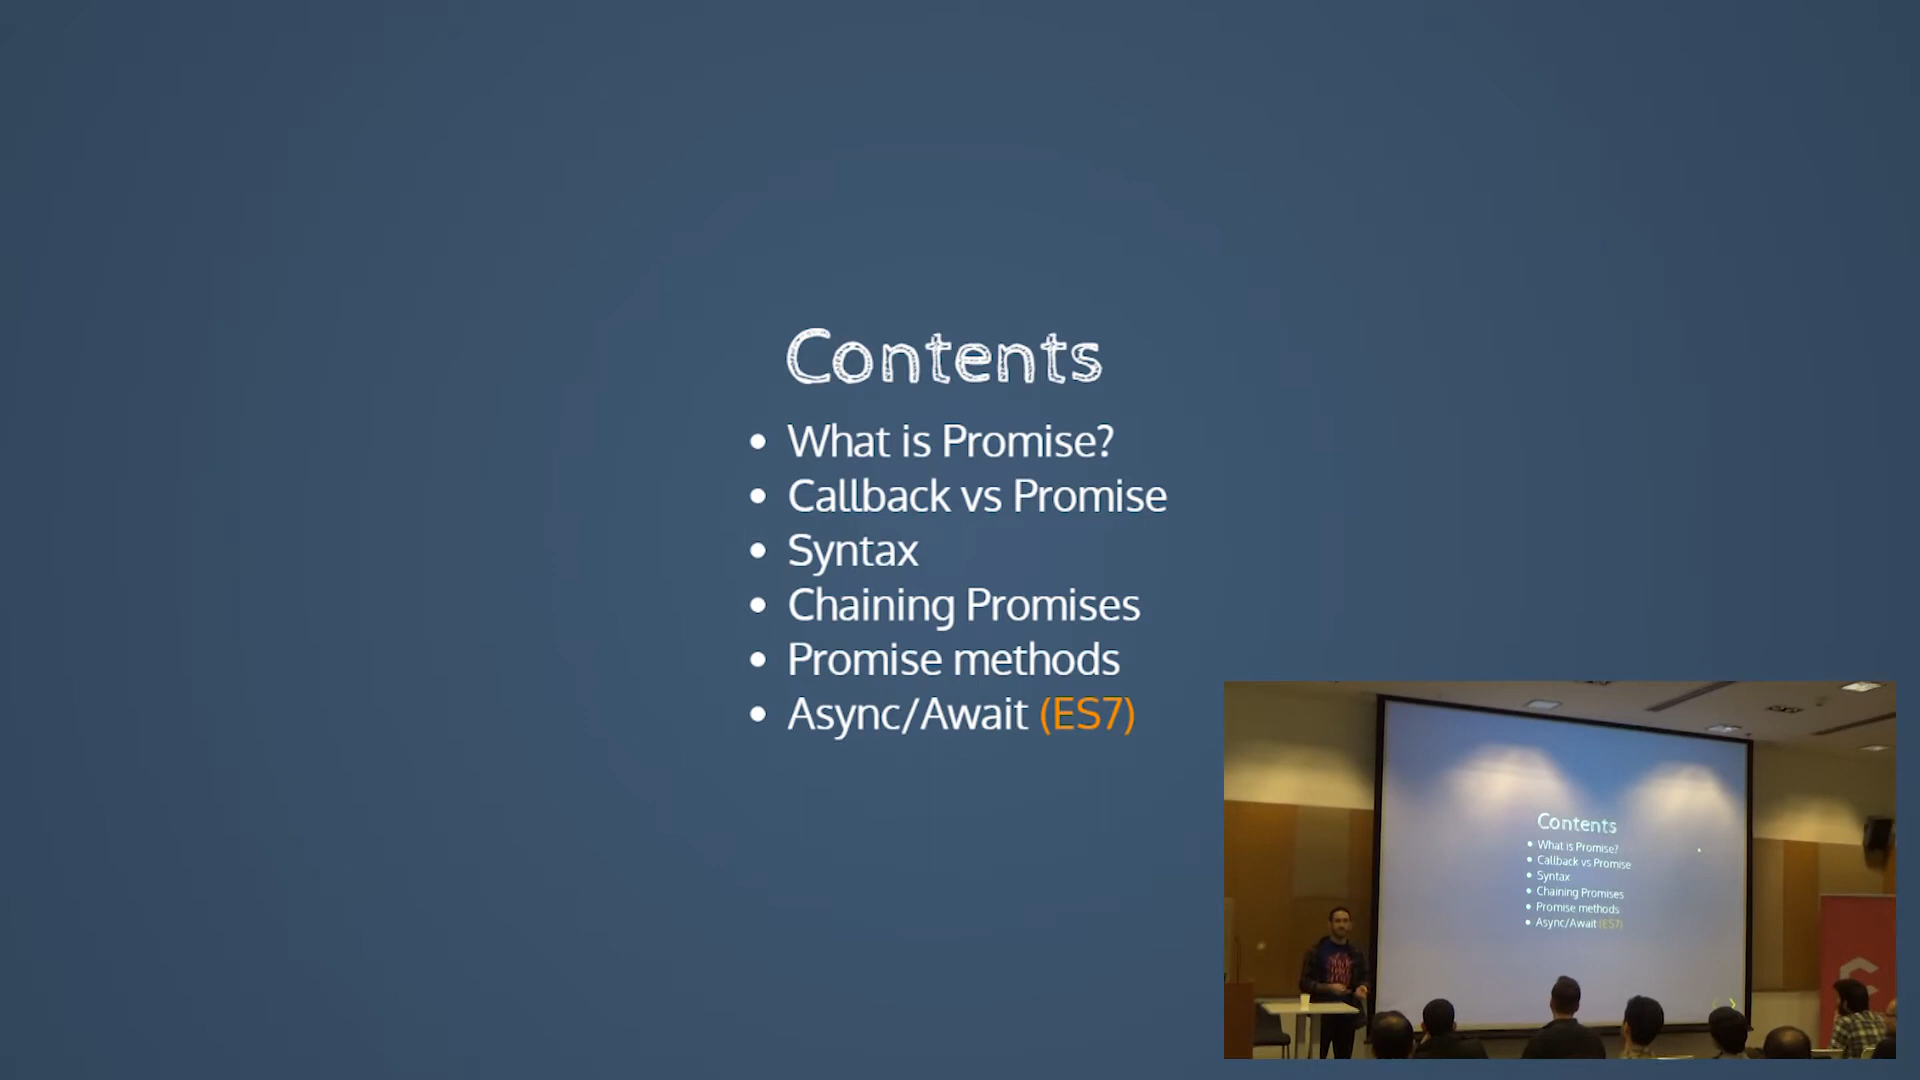 Contents
What is Promise?
Callback vs Promise
Syntax
Chaining Promises
Promise methods
Async/Await (ES7)
Contents
What is Promise?
Callback vs Promise
Syntax
Chaining Promises
Promise methods
Async/Await (ES7)